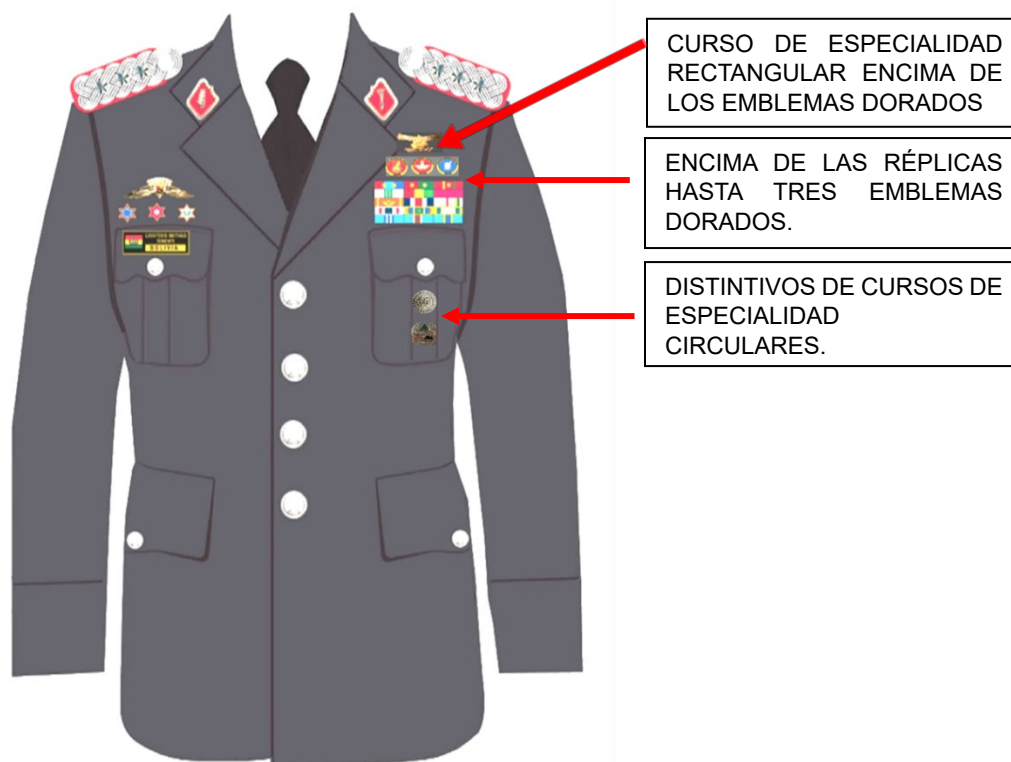 CURSO DE ESPECIALIDAD
RECTANGULAR ENCIMA DE
LOS EMBLEMAS DORADOS
ENCIMA DE LAS RÉPLICAS
HASTA TRES EMBLEMAS
DORADOS.
DISTINTIVOS DE CURSOS DE
ESPECIALIDAD
CIRCULARES.
BOLIVIA